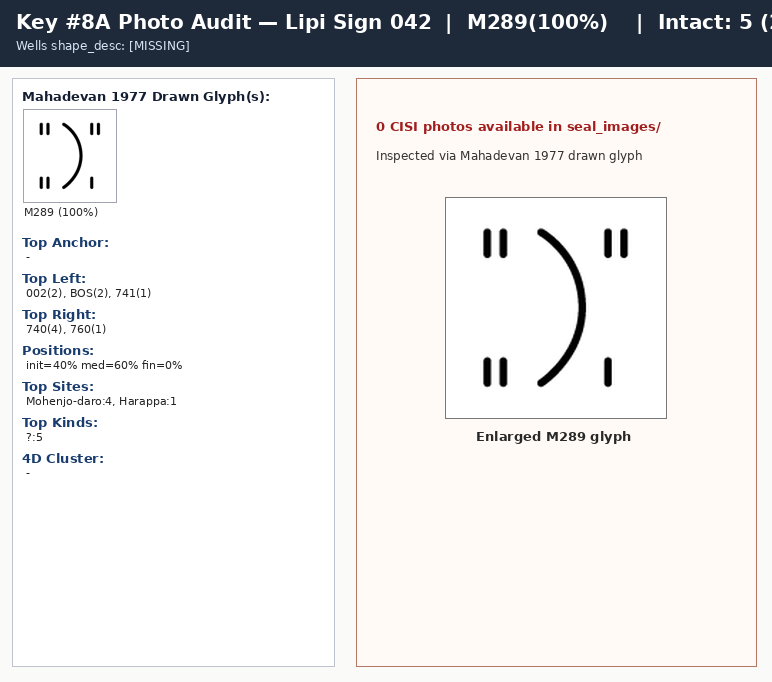 Key #8A Photo Audit — Lipi Sign 042 | M289(100%) | Intact: 5 (
Wells shape_desc: [MISSING]
Mahadevan 1977 Drawn Glyph(s):
M289 (100%)
Top Anchor:
-
Top Left:
002(2), BOS(2), 741(1)
Top Right:
740(4), 760(1)
Positions:
init=40% med=60% fin=0%
Top Sites:
Mohenjo-daro:4, Harappa:1
Top Kinds:
?:5
4D Cluster:
-
0 CISI photos available in seal_images/
Inspected via Mahadevan 1977 drawn glyph
Enlarged M289 glyph